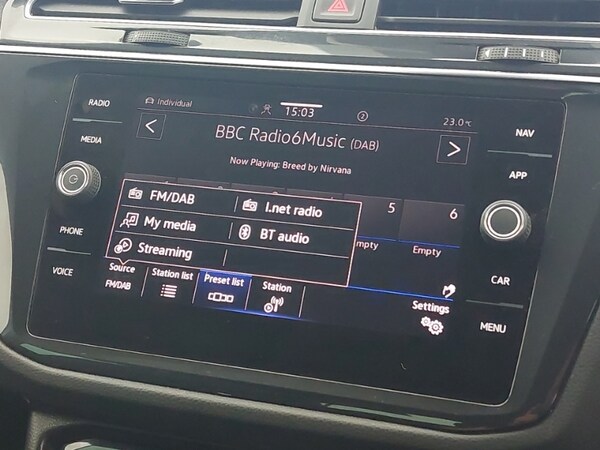 RADIO
MEDIA
PHONE
VOICE
NAV
APP
CAR
MENU
Individual
15:03
2
23.0 °C
< BBC Radio6Music (DAB) >
Now Playing: Breed by Nirvana
FM/DAB
I.net radio
My media
BT audio
Streaming
5
6
Empty
Empty
Source
FM/DAB
Station list
Preset list
Station
Settings